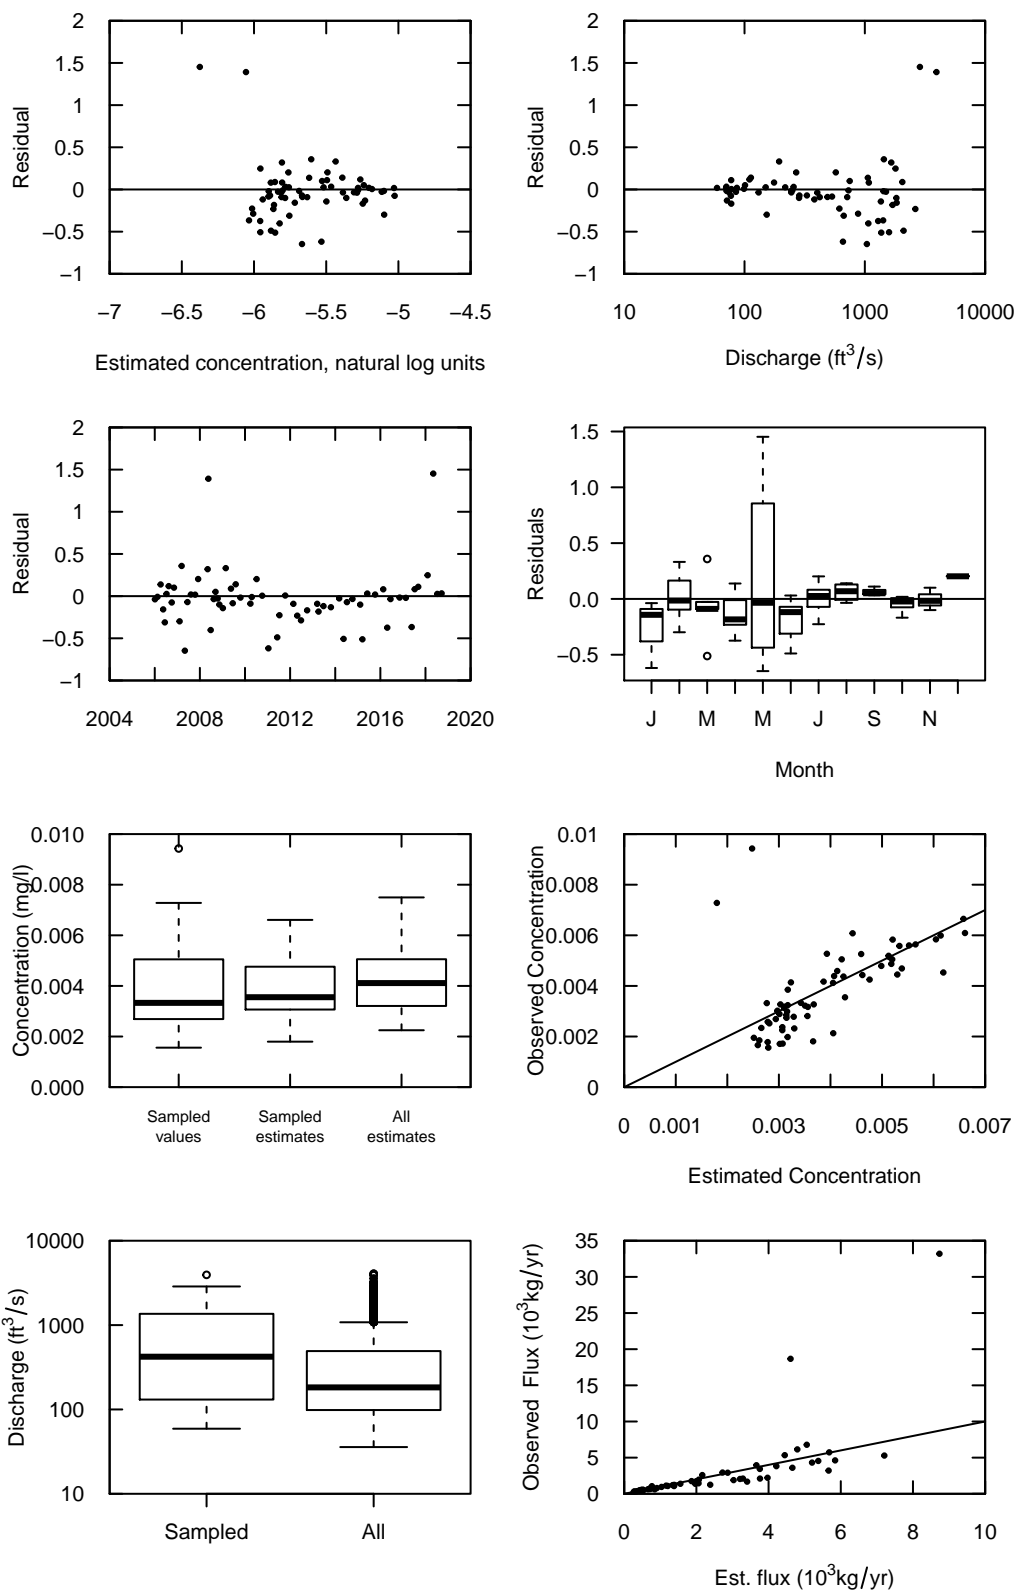 2
1.5
1
0.5
0
−0.5
−1
Residual
−7 −6.5 −6 −5.5 −5 −4.5
Estimated concentration, natural log units
2
1.5
1
0.5
0
−0.5
−1
Residual
10 100 1000 10000
Discharge (ft³/s)
2
1.5
1
0.5
0
−0.5
−1
Residual
2004 2008 2012 2016 2020
1.5
1.0
0.5
0.0
−0.5
Residuals
J M M J S N
Month
0.010
0.008
0.006
0.004
0.002
0.000
Concentration (mg/l)
Sampled values
Sampled estimates
All estimates
0.01
0.008
0.006
0.004
0.002
0
Observed Concentration
0 0.001 0.003 0.005 0.007
Estimated Concentration
10000
1000
100
10
Discharge (ft³/s)
Sampled All
35
30
25
20
15
10
5
0
Observed Flux (10³kg/yr)
0 2 4 6 8 10
Est. flux (10³kg/yr)